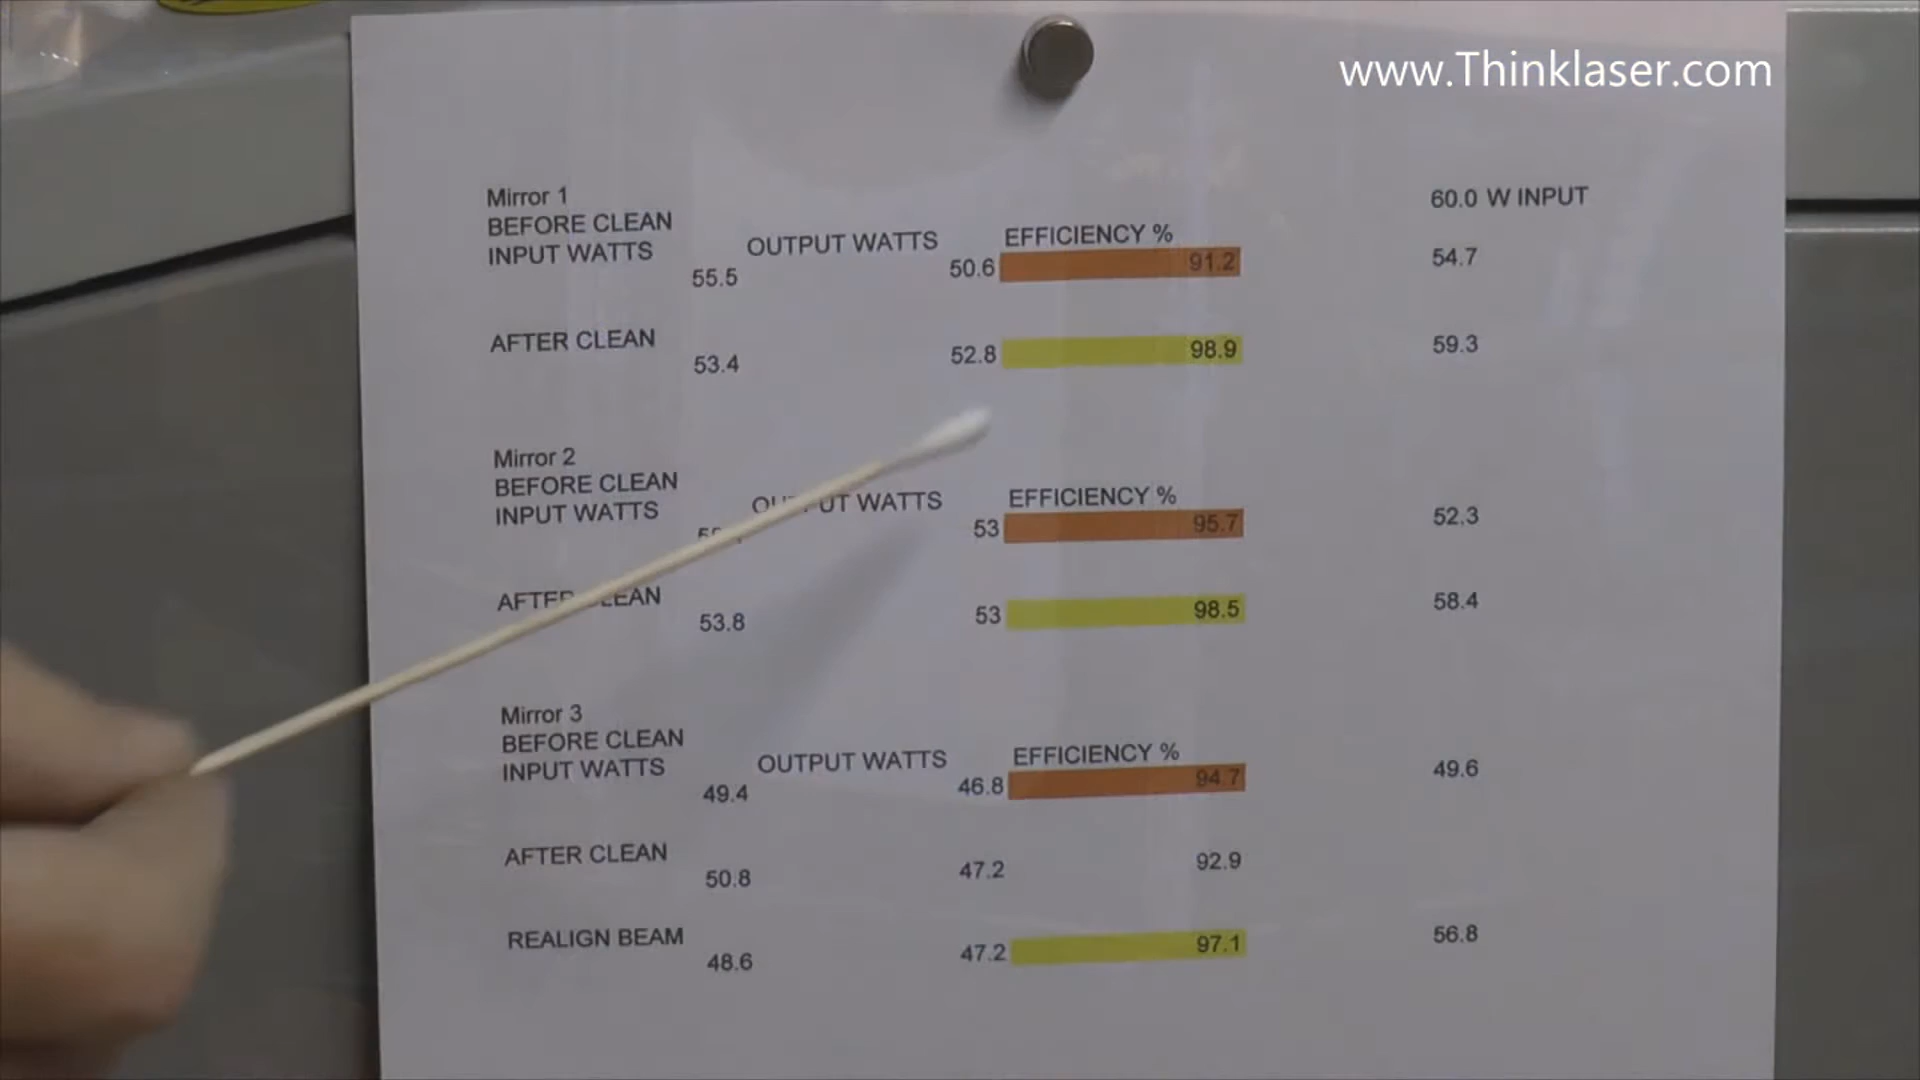 www.Thinklaser.com
Mirror 1
60.0 W INPUT
BEFORE CLEAN
INPUT WATTS OUTPUT WATTS EFFICIENCY %
55.5 50.6 91.2 54.7
AFTER CLEAN
53.4 52.8 98.9 59.3
Mirror 2
BEFORE CLEAN
INPUT WATTS WATTS EFFICIENCY %
53 95.7 52.3
AFTER CLEAN
53.8 53 98.5 58.4
Mirror 3
BEFORE CLEAN
INPUT WATTS OUTPUT WATTS EFFICIENCY %
49.4 46.8 94.7 49.6
AFTER CLEAN
50.8 47.2 92.9
REALIGN BEAM
48.6 47.2 97.1 56.8